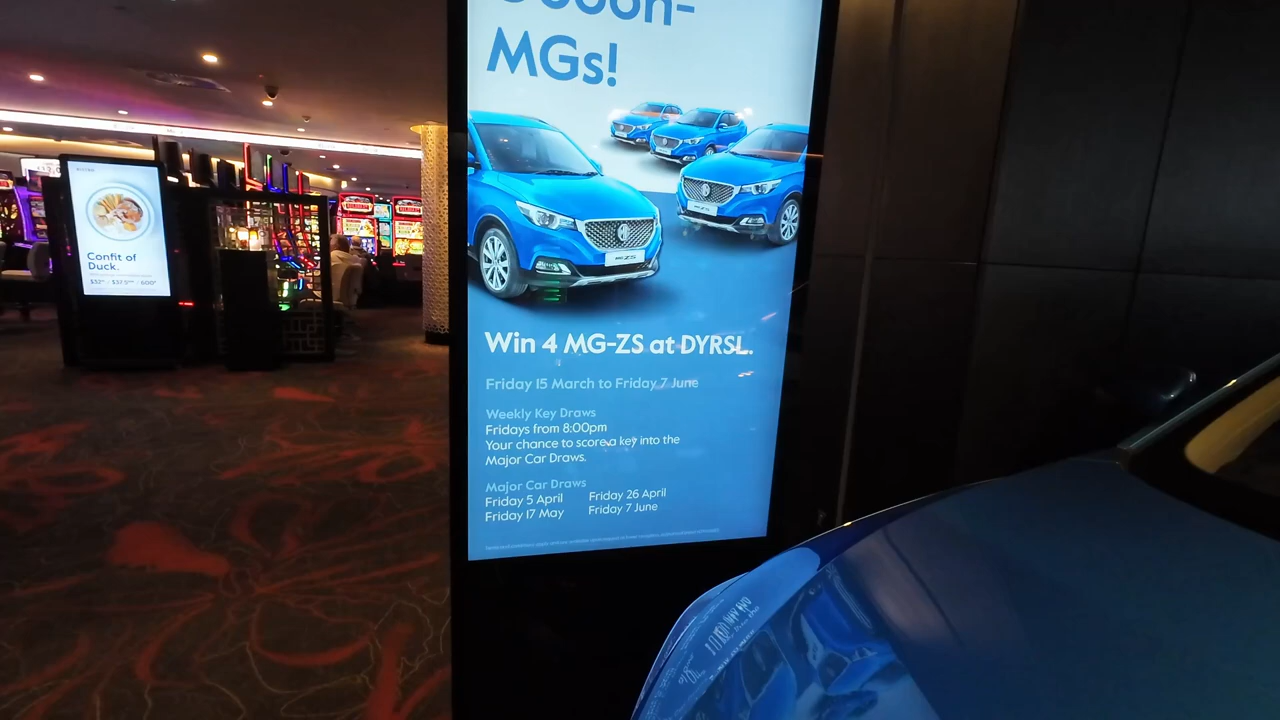 MGs!
MG ZS
Win 4 MG-ZS at DYRSL.
Friday 15 March to Friday 7 June
Weekly Key Draws
Fridays from 8:00pm
Your chance to score a key into the
Major Car Draws.
Major Car Draws
Friday 5 April Friday 26 April
Friday 17 May Friday 7 June
Confit of
Duck.